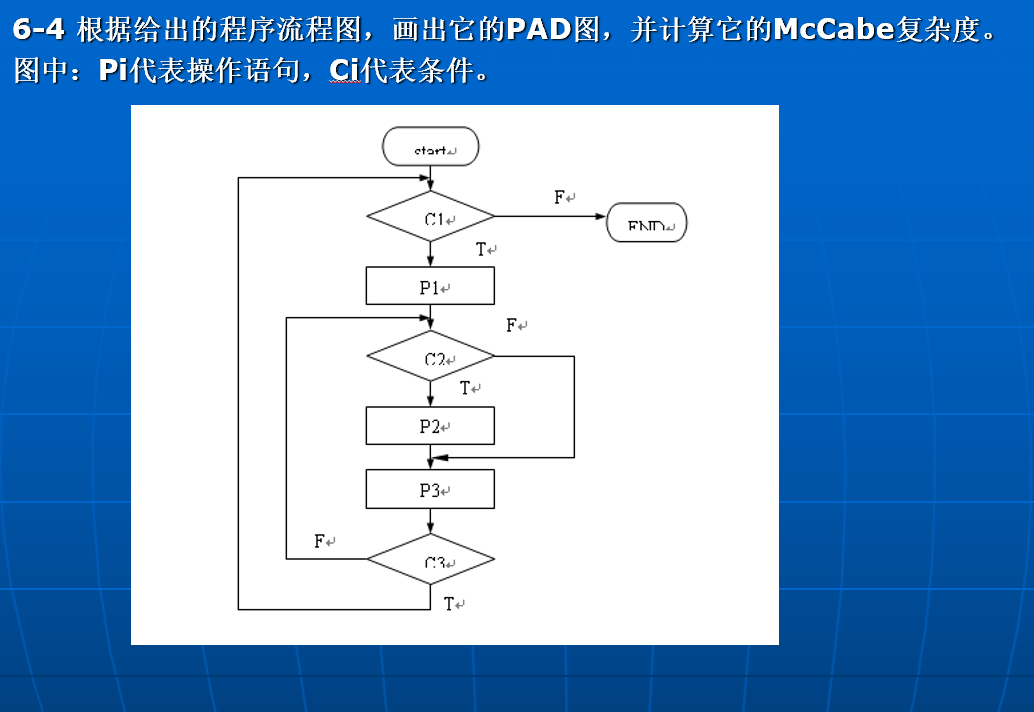 6-4 根据给出的程序流程图，画出它的PAD图，并计算它的McCabe复杂度。
图中：Pi代表操作语句，Ci代表条件。
start↵
C1↵
F↵
END↵
T↵
P1↵
F↵
C2↵
T↵
P2↵
P3↵
F↵
C3↵
T↵